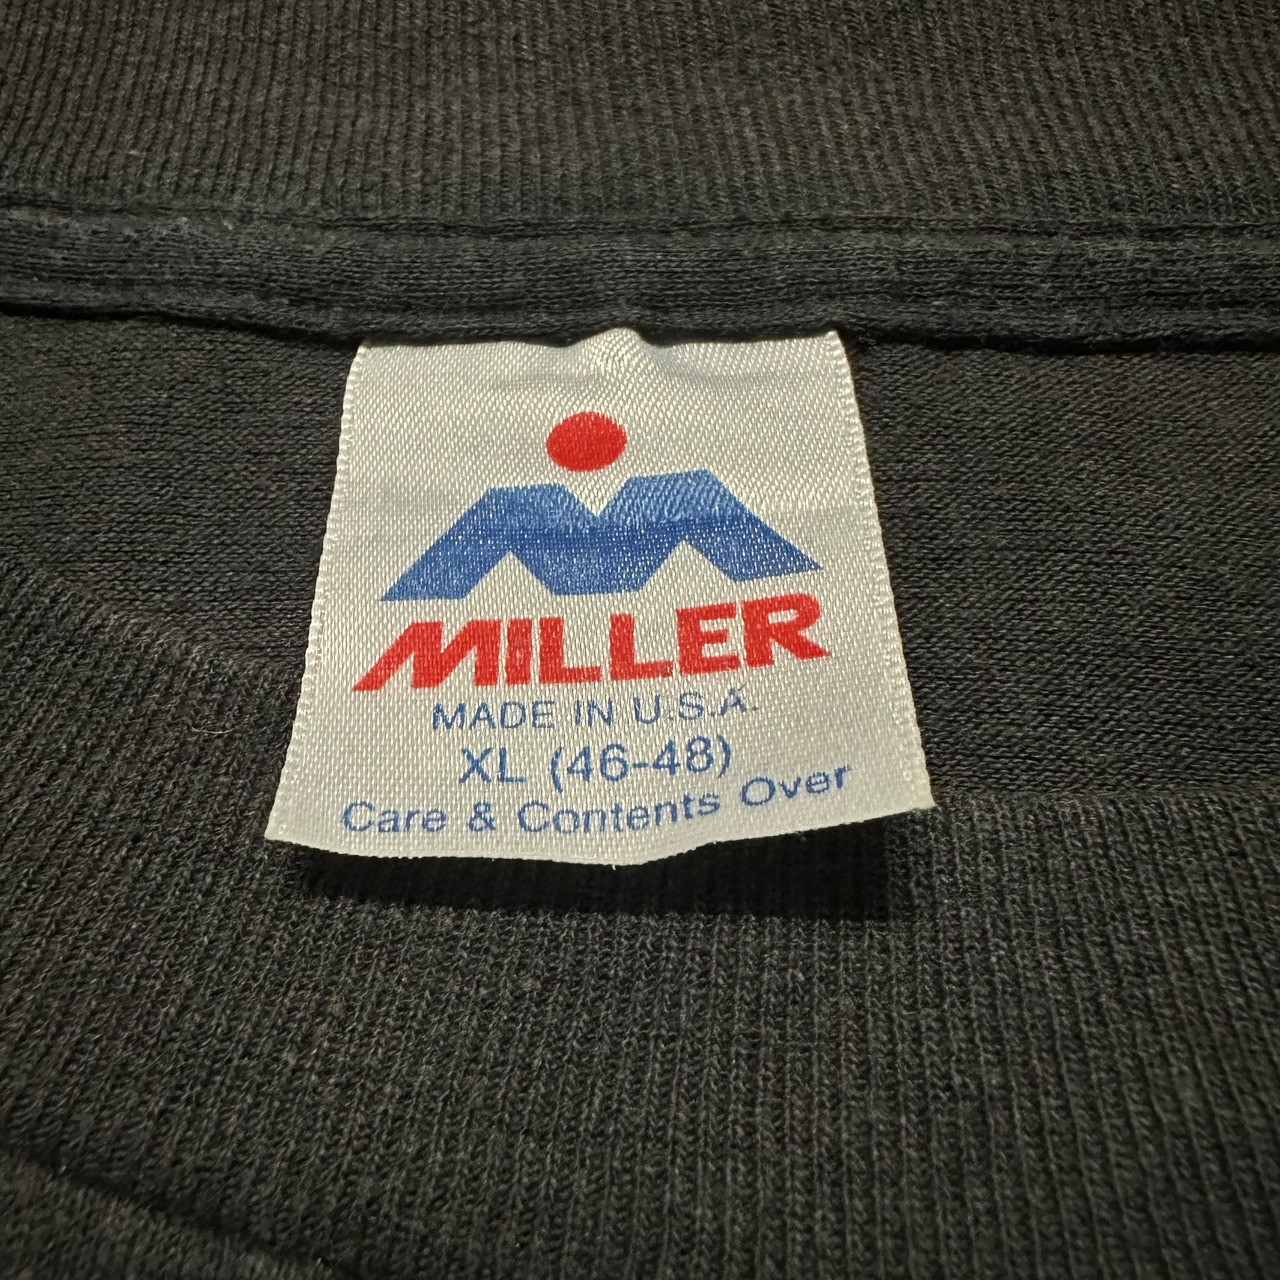 MILLER
MADE IN U.S.A.
XL (46-48)
Care & Contents Over